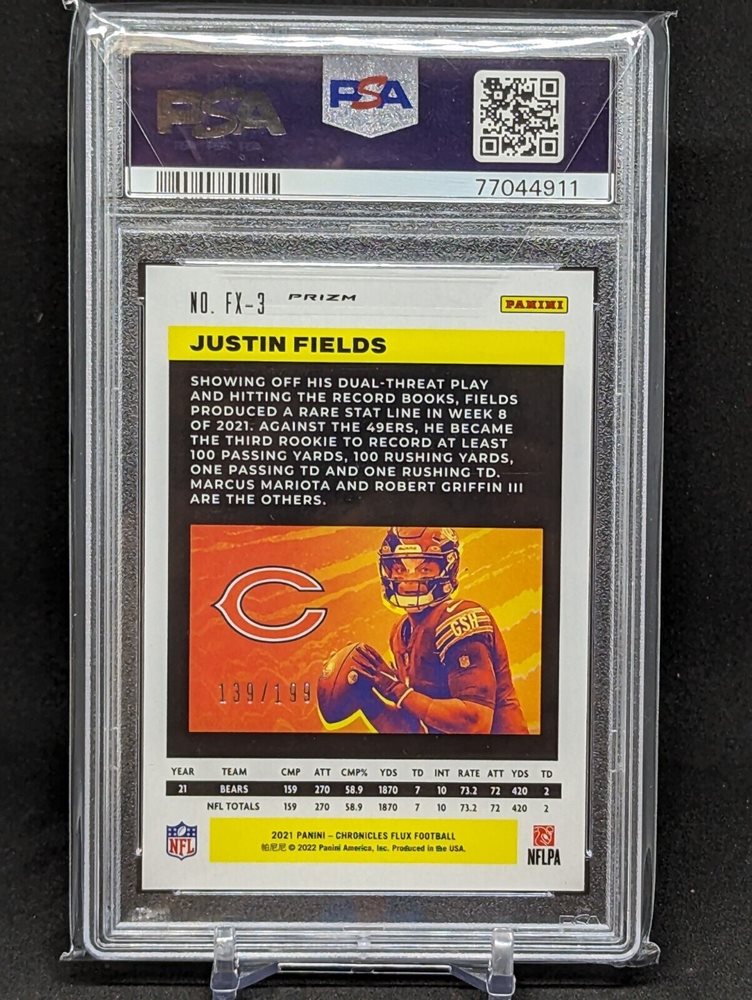 PSA
PSA
77044911
NO. FX-3 PRIZM PANINI
JUSTIN FIELDS
SHOWING OFF HIS DUAL-THREAT PLAY
AND HITTING THE RECORD BOOKS, FIELDS
PRODUCED A RARE STAT LINE IN WEEK 8
OF 2021. AGAINST THE 49ERS, HE BECAME
THE THIRD ROOKIE TO RECORD AT LEAST
100 PASSING YARDS, 100 RUSHING YARDS,
ONE PASSING TD AND ONE RUSHING TD.
MARCUS MARIOTA AND ROBERT GRIFFIN III
ARE THE OTHERS.
C
GSH
139/199
YEAR TEAM CMP ATT CMP% YDS TD INT RATE ATT YDS TD
21 BEARS 159 270 58.9 1870 7 10 73.2 72 420 2
NFL TOTALS 159 270 58.9 1870 7 10 73.2 72 420 2
NFL
2021 PANINI – CHRONICLES FLUX FOOTBALL
帕尼尼 © 2022 Panini America, Inc. Produced in the USA.
NFLPA
PSA